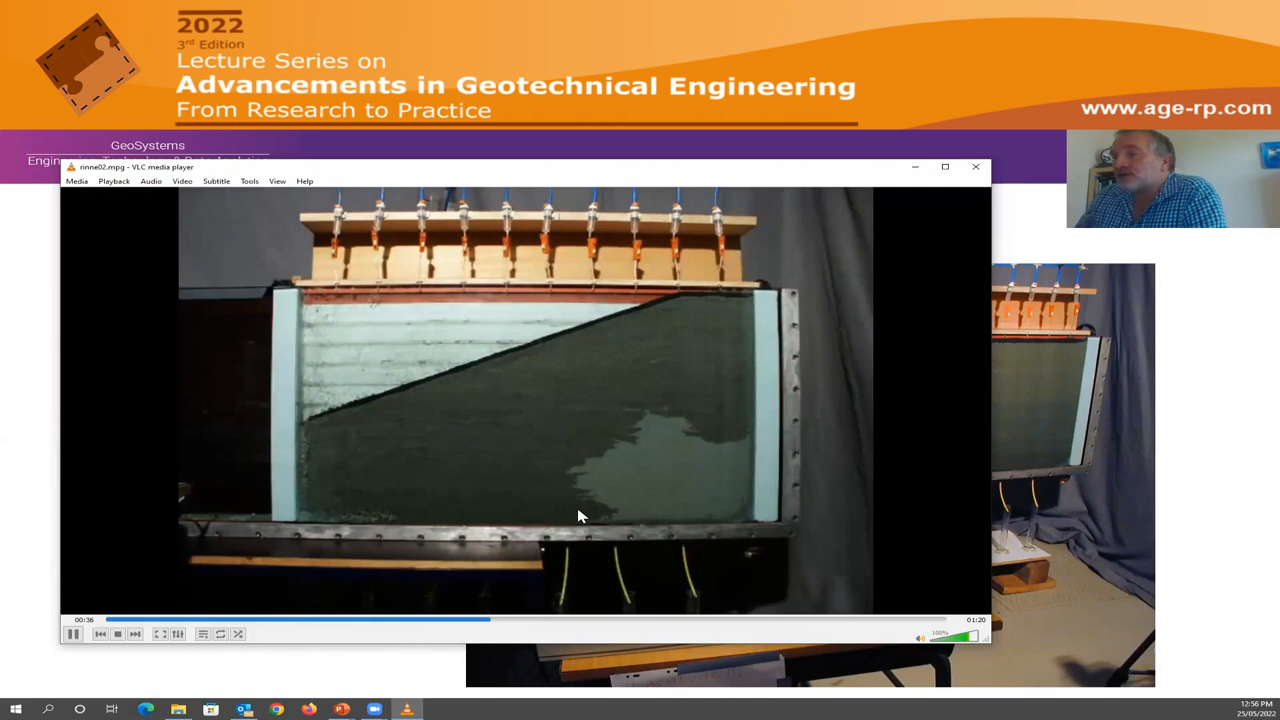 2022
3rd Edition
Lecture Series on
Advancements in Geotechnical Engineering
From Research to Practice
www.age-rp.com
GeoSystems
rinne02.mpg - VLC media player
Media Playback Audio Video Subtitle Tools View Help
00:36
01:20
100%
12:56 PM
25/05/2022